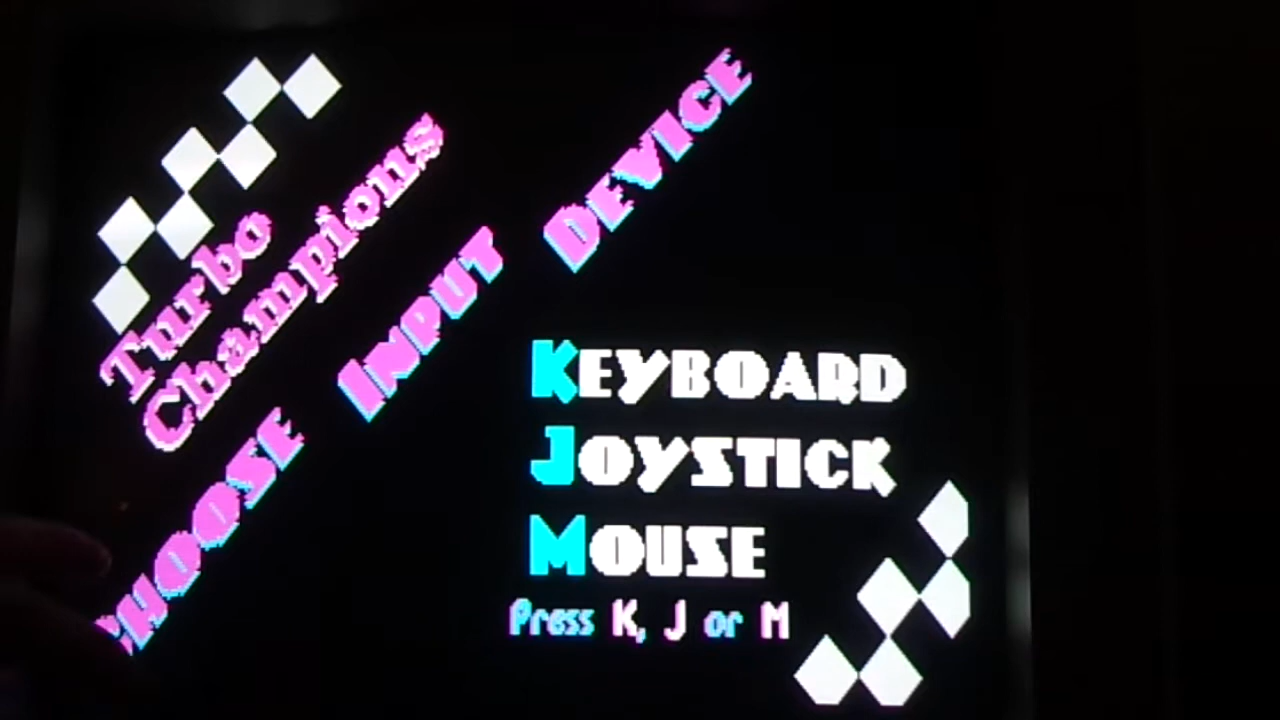 Turbo
Champions
CHOOSE INPUT DEVICE
KEYBOARD
JOYSTICK
MOUSE
Press K, J or M